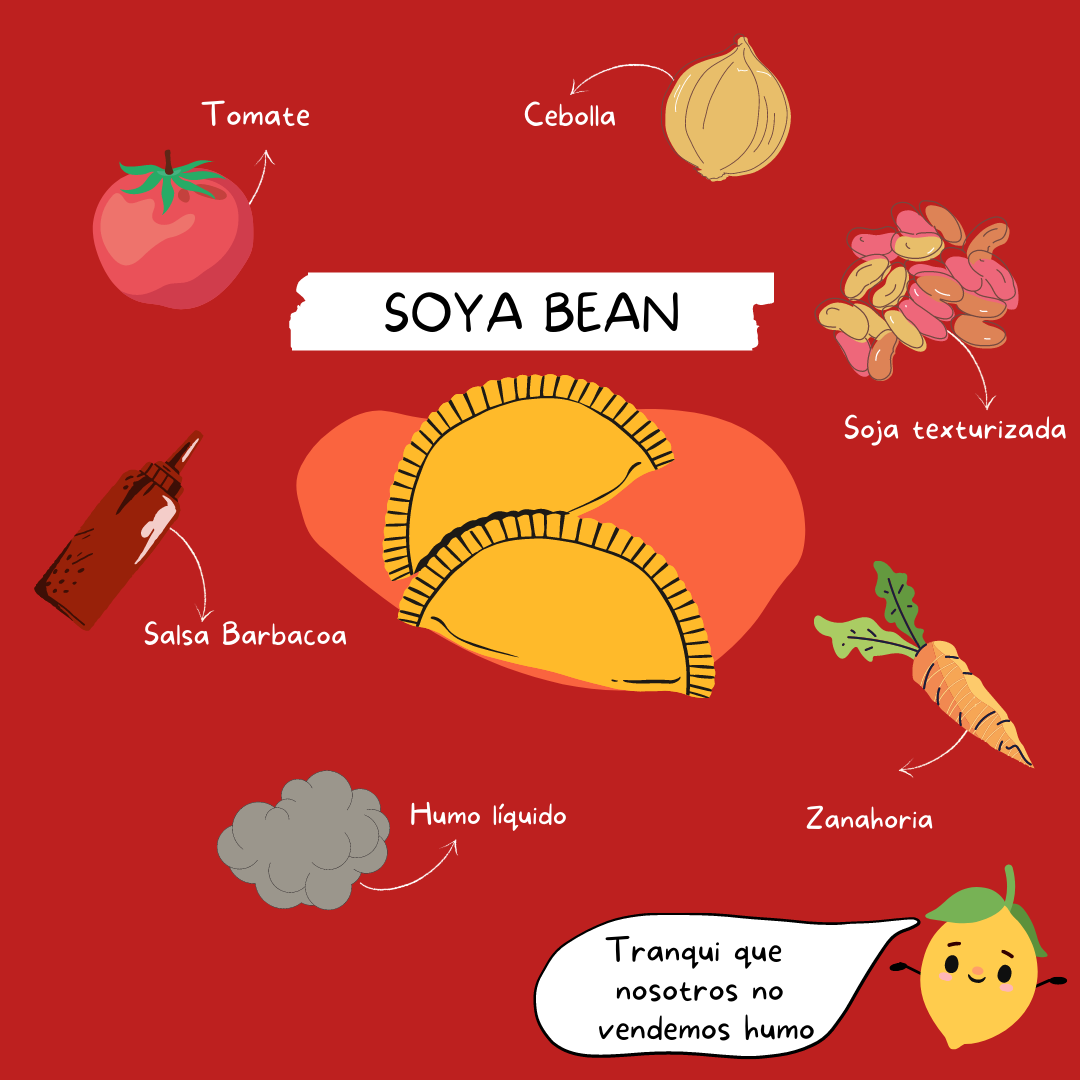 Tomate
Cebolla
SOYA BEAN
Soja texturizada
Salsa Barbacoa
Humo líquido
Zanahoria
Tranqui que
nosotros no
vendemos humo